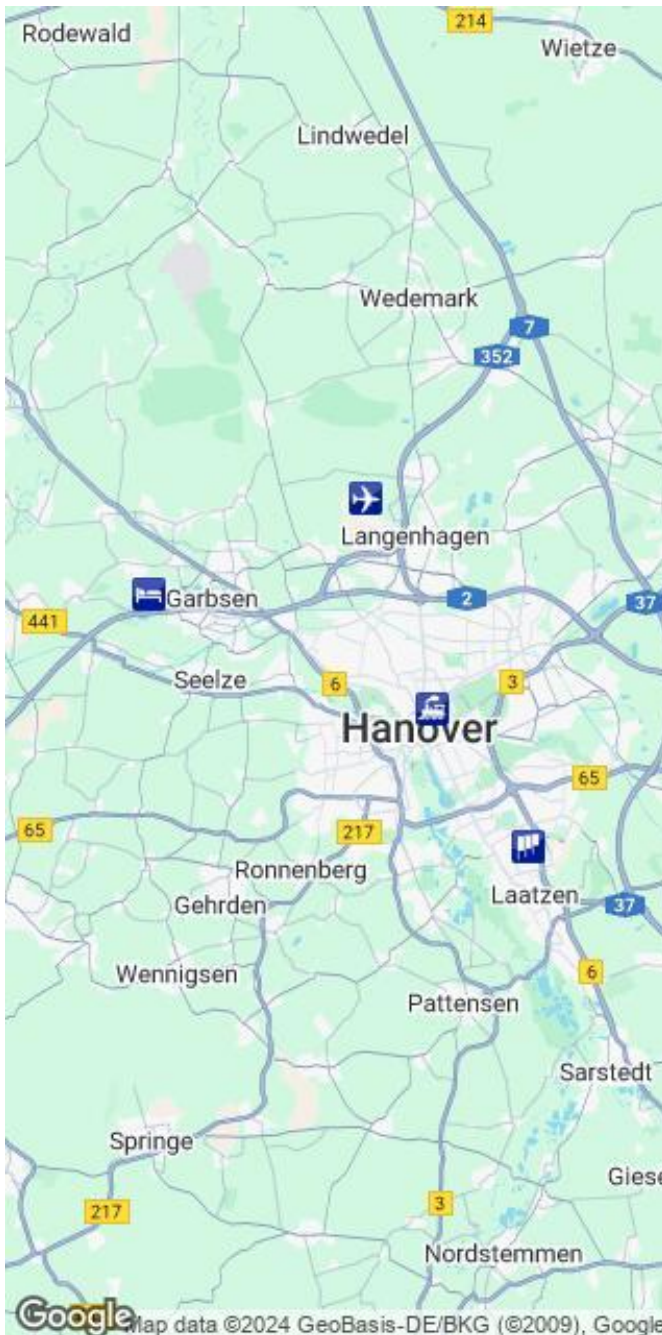 214
Rodewald
Wietze
Lindwedel
Wedemark
7
352
Langenhagen
Garbsen
2
37
441
Seelze
6
3
Hanover
65
65
217
Ronnenberg
Laatzen
Gehrden
37
Wennigsen
6
Pattensen
Sarstedt
Springe
Giese
3
217
Nordstemmen
Google
Map data ©2024 GeoBasis-DE/BKG (©2009), Google